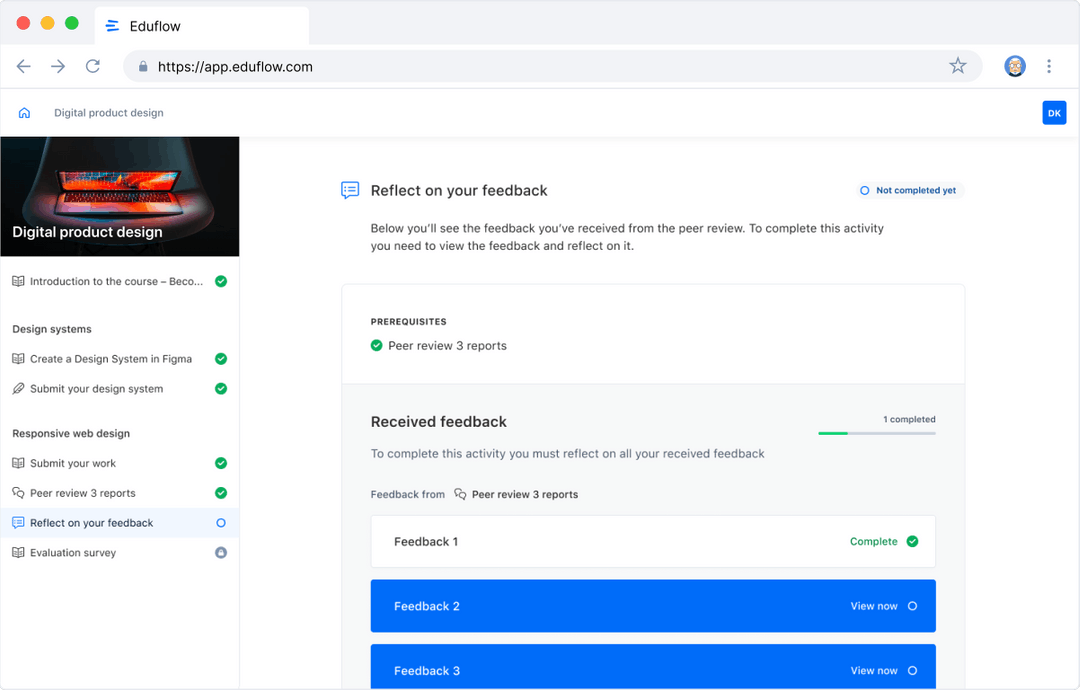 Eduflow
https://app.eduflow.com
Digital product design
DK
Digital product design
Introduction to the course – Beco...
Design systems
Create a Design System in Figma
Submit your design system
Responsive web design
Submit your work
Peer review 3 reports
Reflect on your feedback
Evaluation survey
Reflect on your feedback
Not completed yet
Below you’ll see the feedback you’ve received from the peer review. To complete this activity
you need to view the feedback and reflect on it.
PREREQUISITES
Peer review 3 reports
Received feedback
1 completed
To complete this activity you must reflect on all your received feedback
Feedback from Peer review 3 reports
Feedback 1 Complete
Feedback 2 View now
Feedback 3 View now